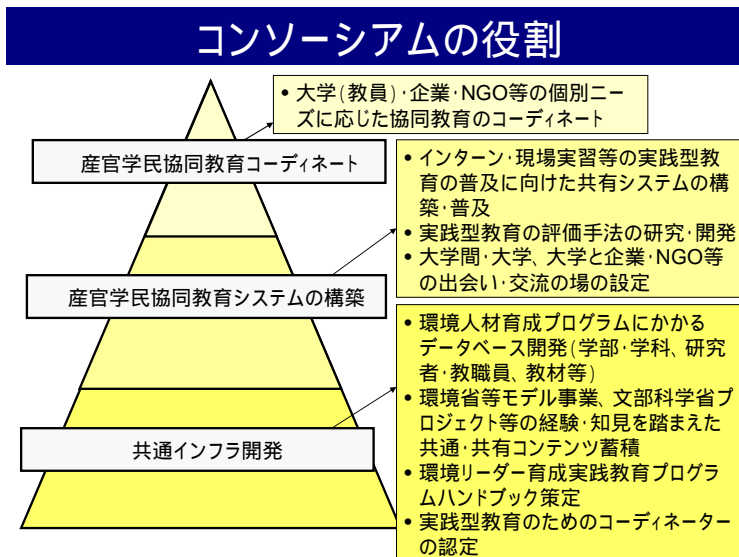 コンソーシアムの役割
• 大学(教員)・企業・NGO等の個別ニー
ズに応じた協同教育のコーディネート
産官学民協同教育コーディネート
• インターン・現場実習等の実践型教
育の普及に向けた共有システムの構
築・普及
• 実践型教育の評価手法の研究・開発
• 大学間・大学、大学と企業・NGO等
の出会い・交流の場の設定
産官学民協同教育システムの構築
• 環境人材育成プログラムにかかる
データベース開発(学部・学科、研究
者・教職員、教材等)
• 環境省等モデル事業、文部科学省プ
ロジェクト等の経験・知見を踏まえた
共通・共有コンテンツ蓄積
• 環境リーダー育成実践教育プログラ
ムハンドブック策定
• 実践型教育のためのコーディネーター
の認定
共通インフラ開発